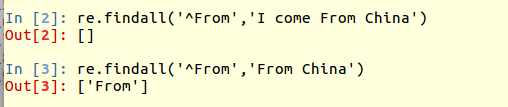 In [2]: re.findall('^From','I come From China')
Out[2]: []
In [3]: re.findall('^From','From China')
Out[3]: ['From']